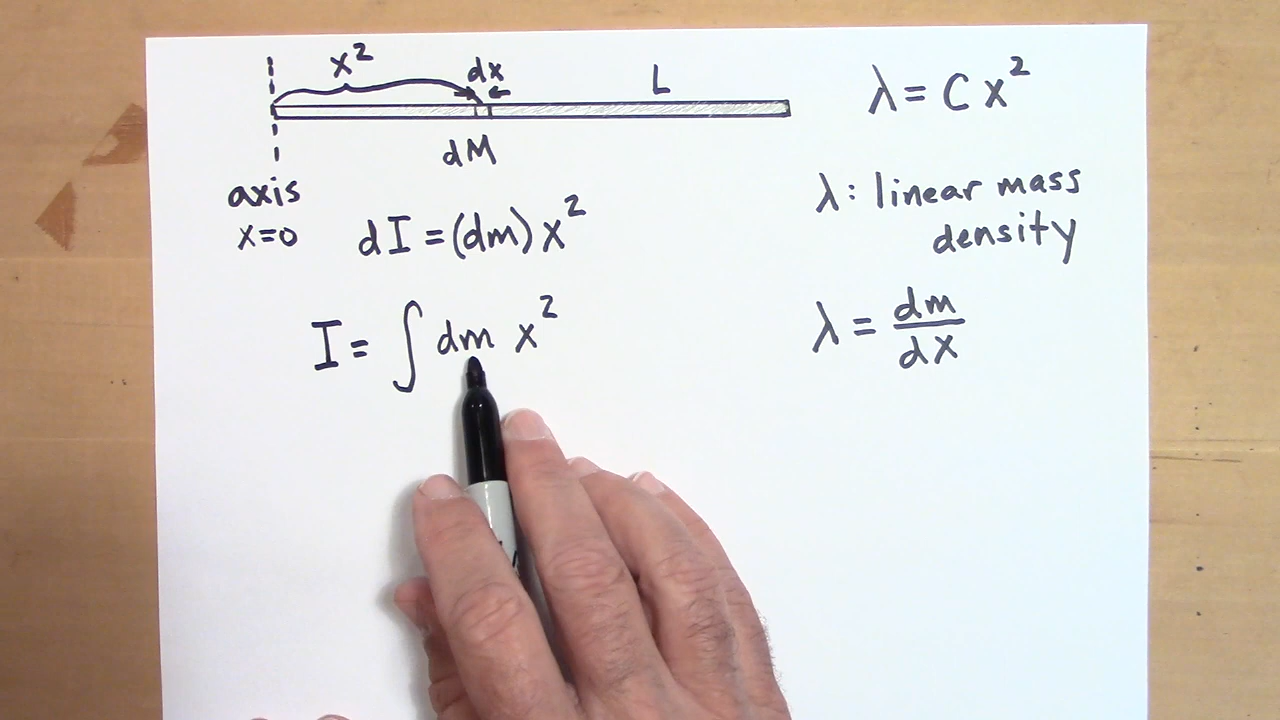 x²
dx
L
dM
axis
x=0
dI = (dm) x²
I = ∫ dm x²
λ = C x²
λ: linear mass
density
λ = dm/dx